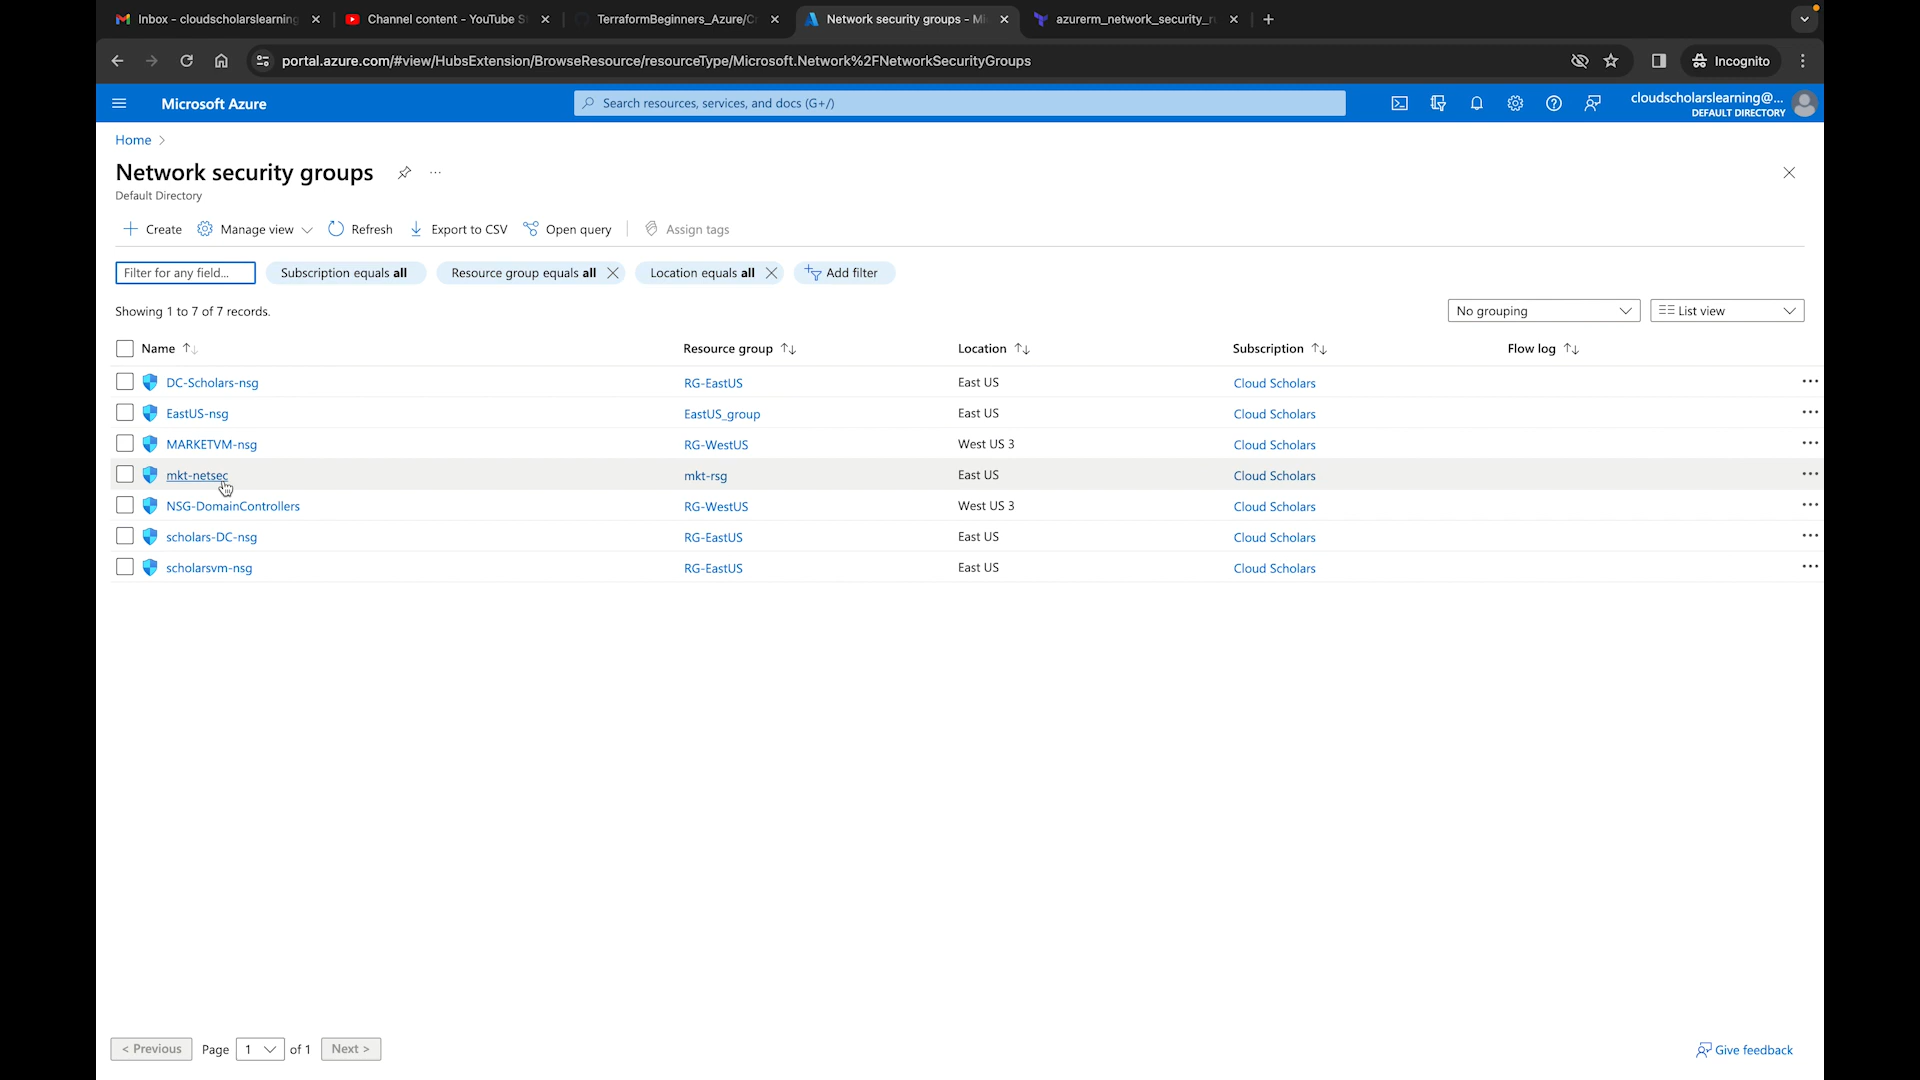 Inbox - cloudscholarslearning
Channel content - YouTube S
TerraformBeginners_Azure/C
Network security groups - Mi
azurerm_network_security_r
portal.azure.com/#view/HubsExtension/BrowseResource/resourceType/Microsoft.Network%2FNetworkSecurityGroups
Incognito
Microsoft Azure
Search resources, services, and docs (G+/)
cloudscholarslearning@...
DEFAULT DIRECTORY
Home
Network security groups
Default Directory
Create
Manage view
Refresh
Export to CSV
Open query
Assign tags
Filter for any field...
Subscription equals all
Resource group equals all
Location equals all
Add filter
Showing 1 to 7 of 7 records.
No grouping
List view
Name Resource group Location Subscription Flow log
DC-Scholars-nsg RG-EastUS East US Cloud Scholars
EastUS-nsg EastUS_group East US Cloud Scholars
MARKETVM-nsg RG-WestUS West US 3 Cloud Scholars
mkt-netsec mkt-rsg East US Cloud Scholars
NSG-DomainControllers RG-WestUS West US 3 Cloud Scholars
scholars-DC-nsg RG-EastUS East US Cloud Scholars
scholarsvm-nsg RG-EastUS East US Cloud Scholars
< Previous Page 1 of 1 Next >
Give feedback